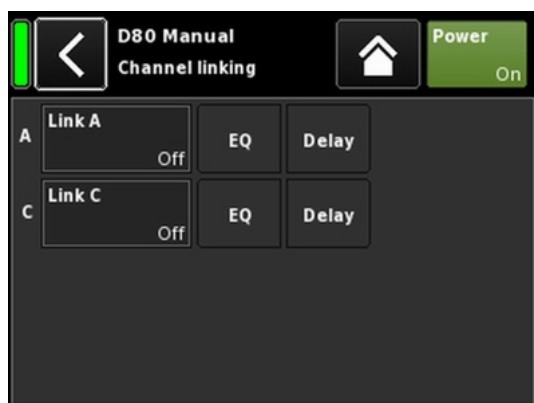 D80 Manual
Channel linking
Power
On
A
Link A
Off
EQ
Delay
C
Link C
Off
EQ
Delay